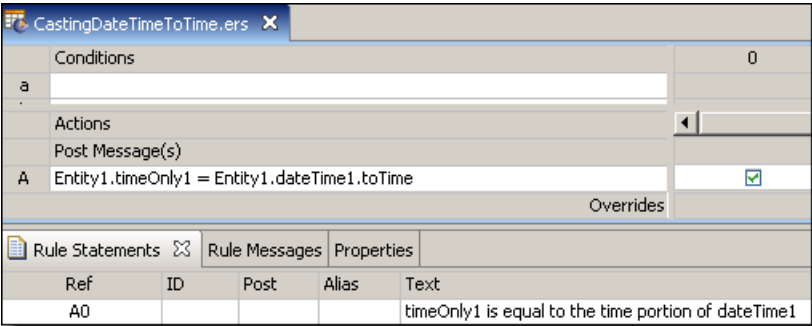 CastingDateTimeToTime.ers
Conditions 0
a
Actions
Post Message(s)
A Entity1.timeOnly1 = Entity1.dateTime1.toTime
Overrides
Rule Statements Rule Messages Properties
Ref ID Post Alias Text
A0 timeOnly1 is equal to the time portion of dateTime1